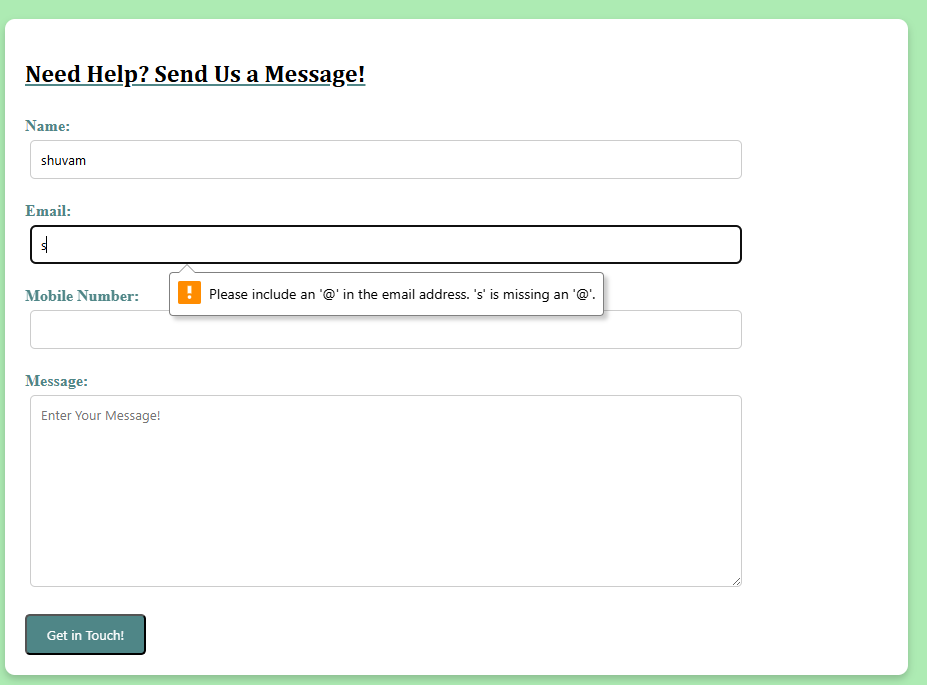 Need Help? Send Us a Message!
Name:
shuvam
Email:
s
Please include an '@' in the email address. 's' is missing an '@'.
Mobile Number:
Message:
Enter Your Message!
Get in Touch!